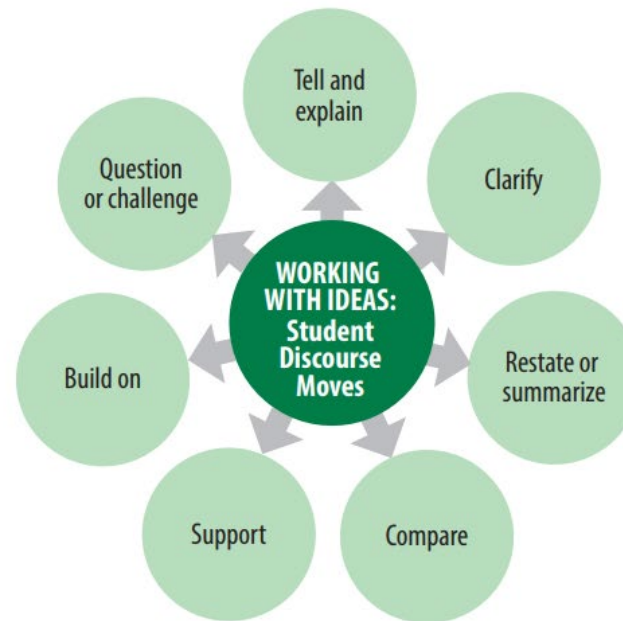 Tell and
explain
Clarify
Restate or
summarize
Compare
Support
Build on
Question
or challenge
WORKING
WITH IDEAS:
Student
Discourse
Moves